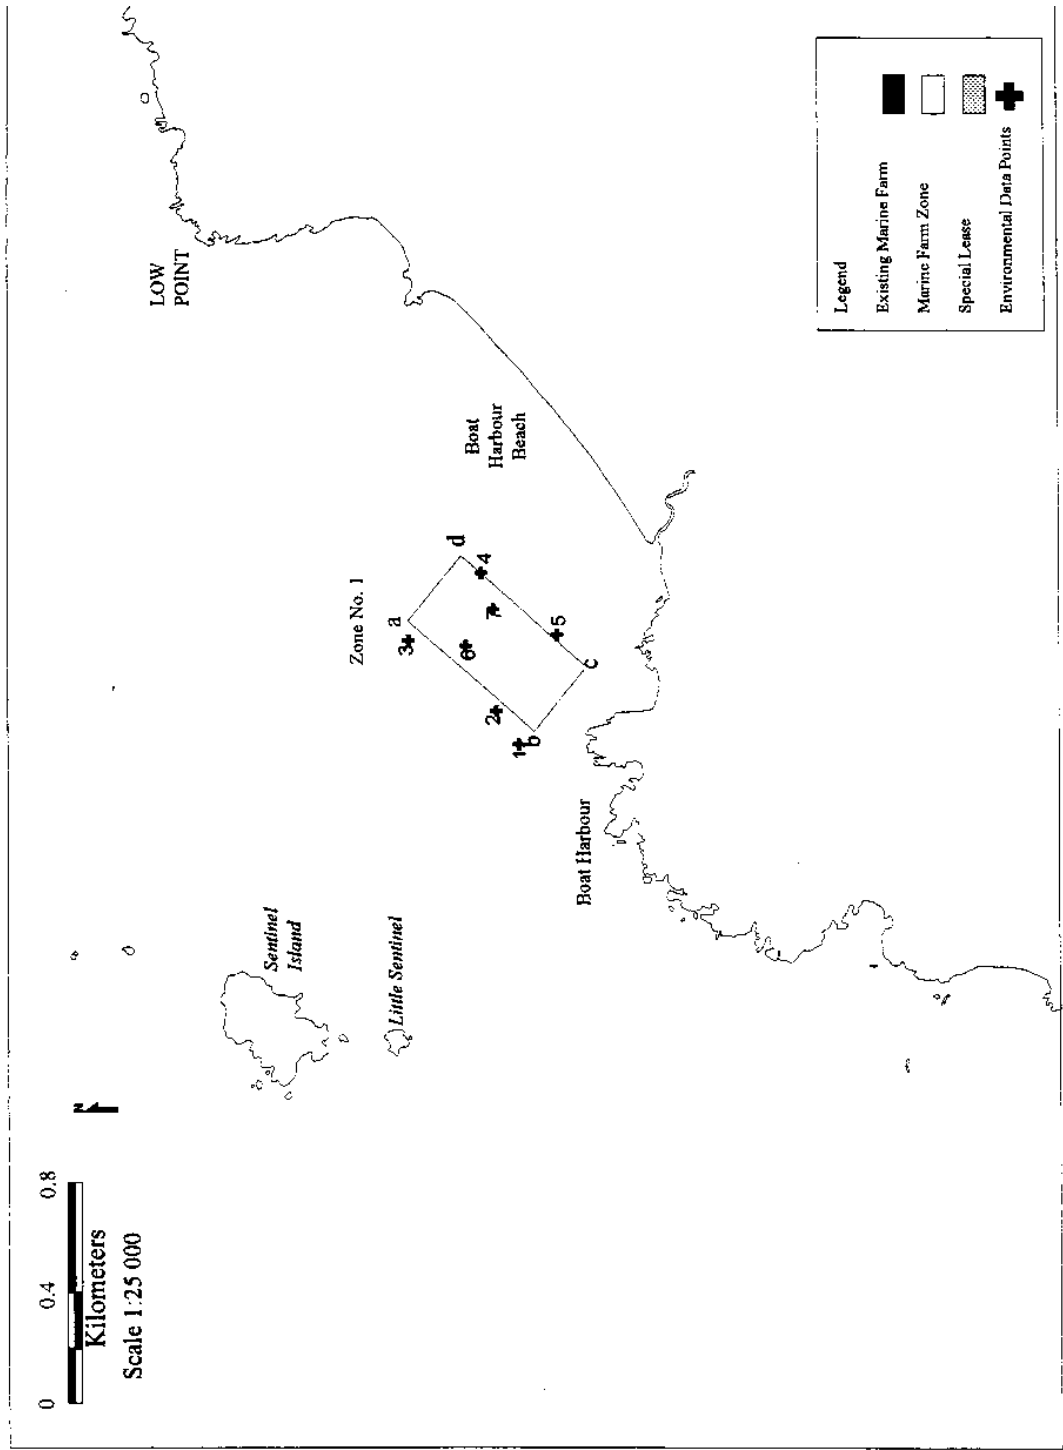 0 0.4 0.8
Kilometers
Scale 1:25 000
N
Sentinel
Island
Little Sentinel
Boat Harbour
Zone No. 1
a
b
c
d
1
2
3
4
5
6
7
Boat
Harbour
Beach
LOW
POINT
Legend
Existing Marine Farm
Marine Farm Zone
Special Lease
Environmental Data Points